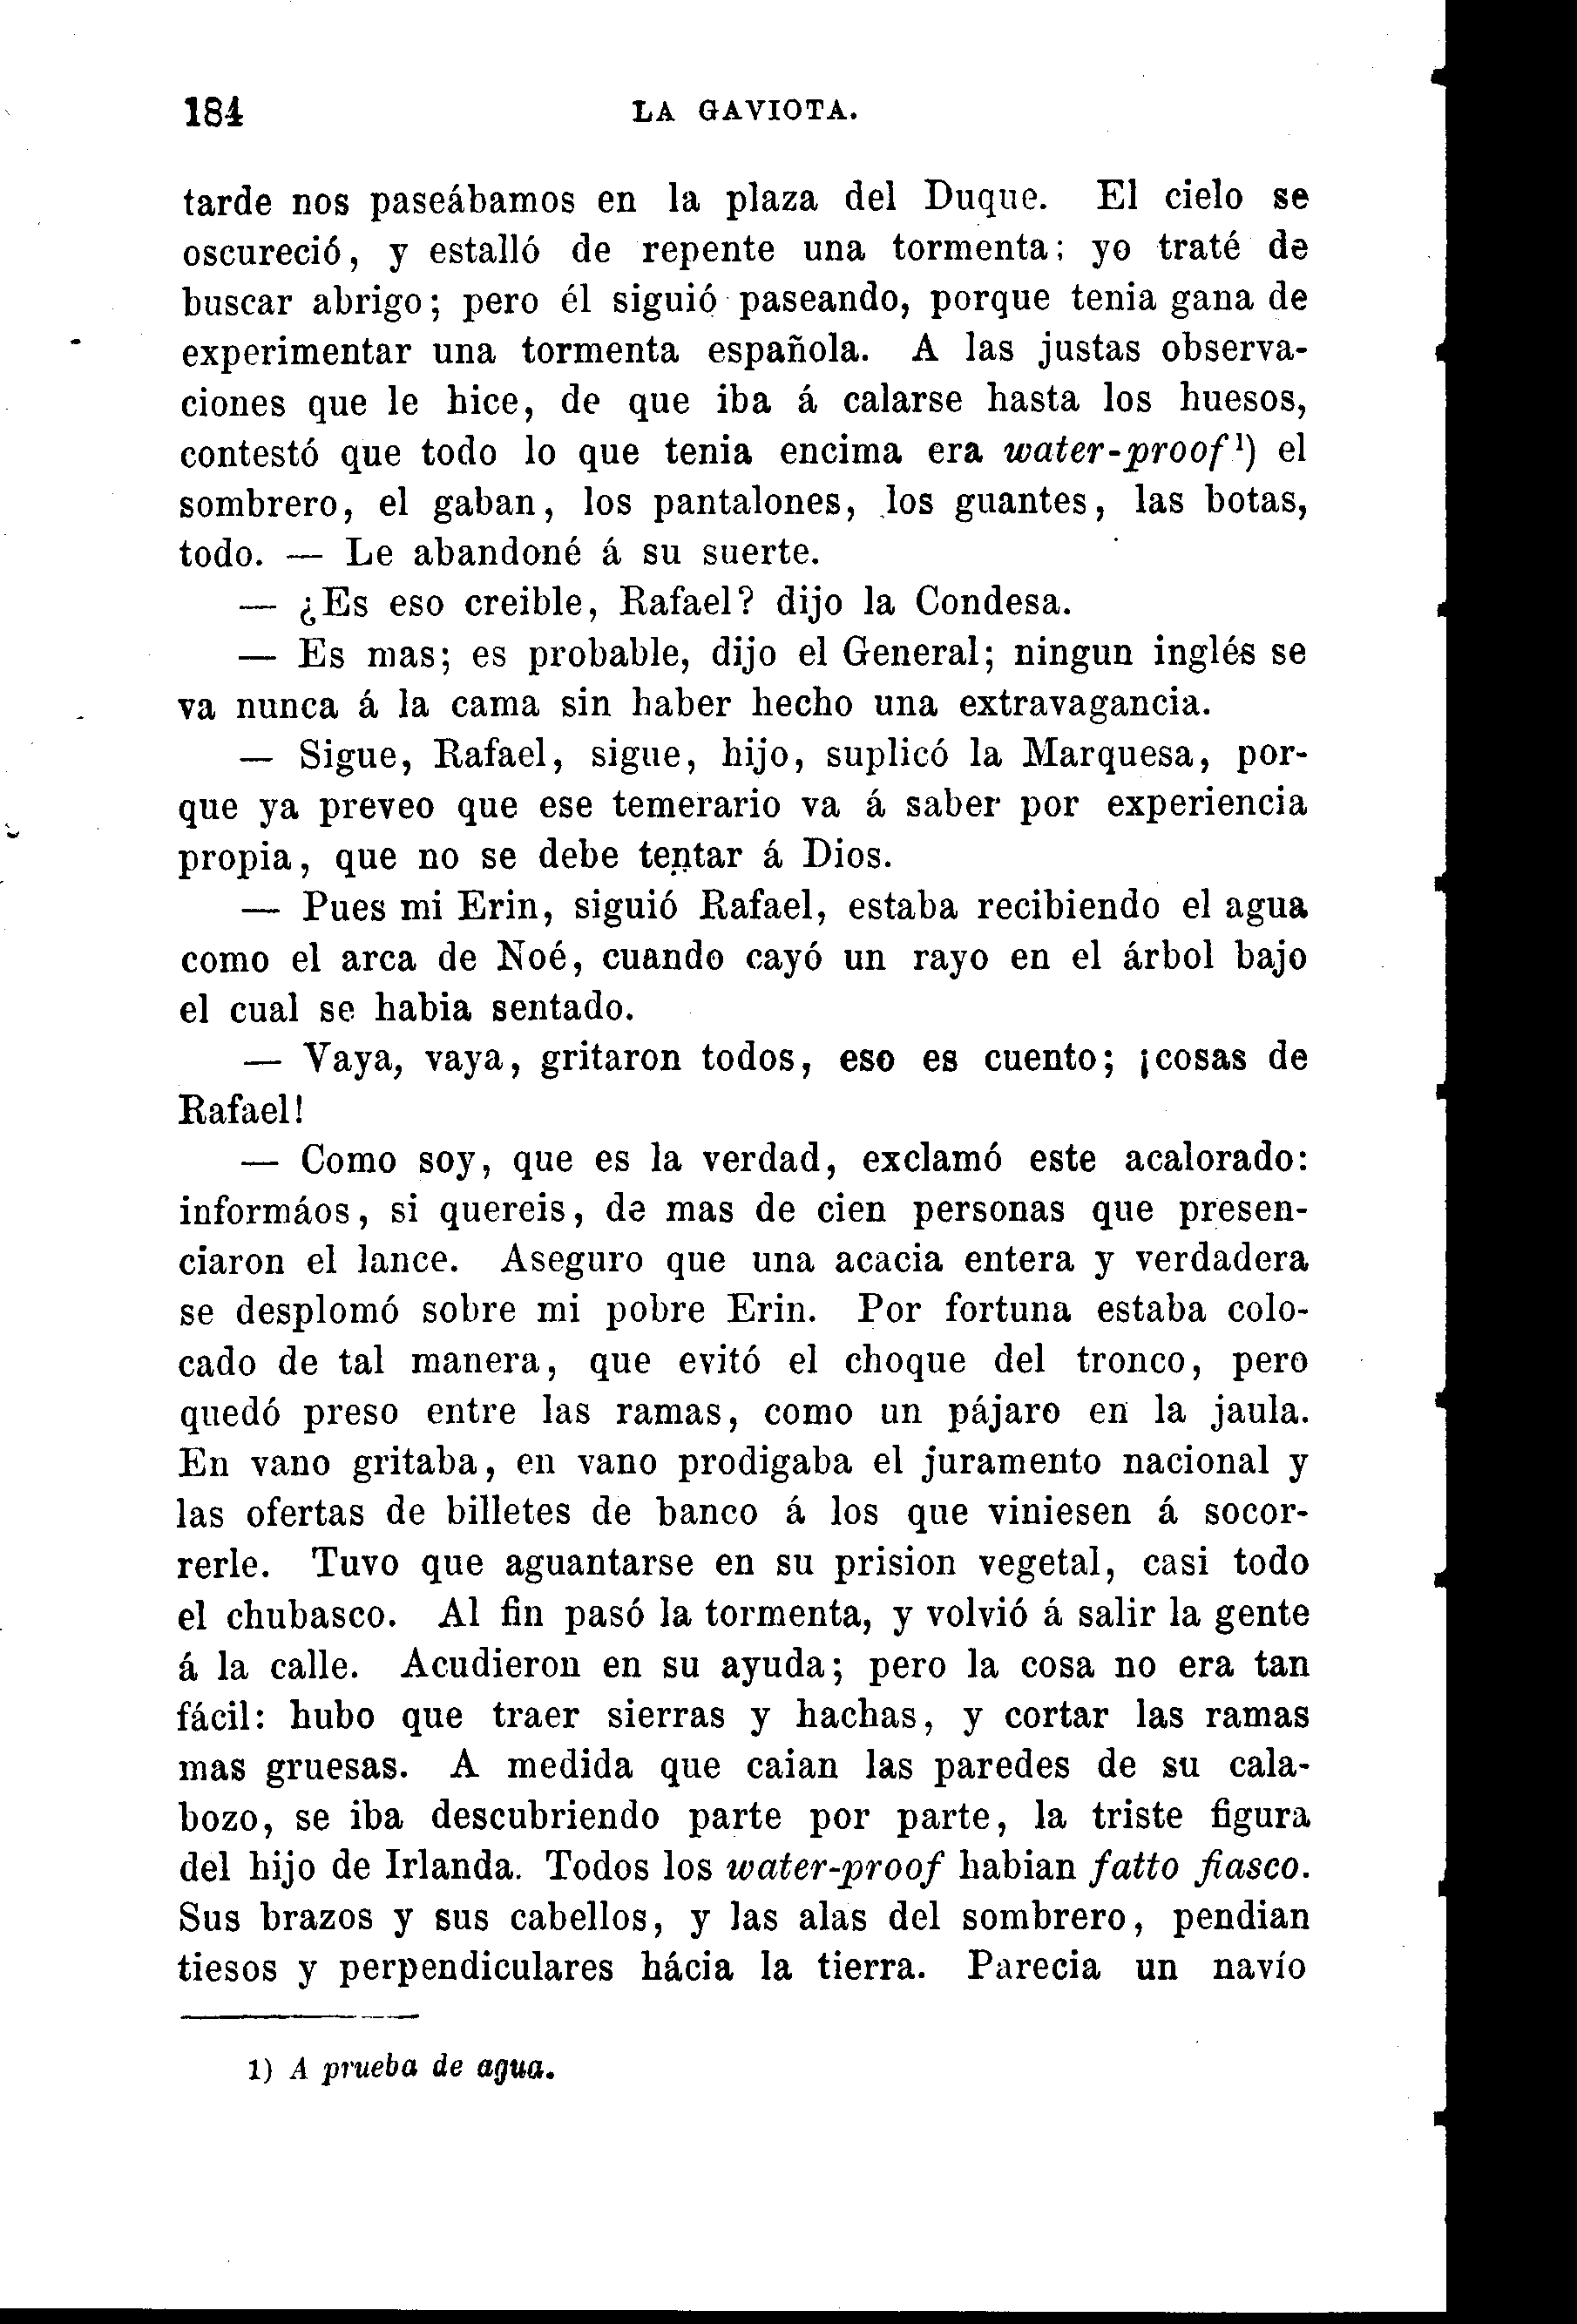 184 LA GAVIOTA.
tarde nos paseábamos en la plaza del Duque. El cielo se
oscureció, y estalló de repente una tormenta; yo traté de
buscar abrigo; pero él siguió paseando, porque tenia gana de
experimentar una tormenta española. A las justas observa-
ciones que le hice, de que iba á calarse hasta los huesos,
contestó que todo lo que tenia encima era water-proof ¹) el
sombrero, el gaban, los pantalones, los guantes, las botas,
todo. — Le abandoné á su suerte.
— ¿Es eso creible, Rafael? dijo la Condesa.
— Es mas; es probable, dijo el General; ningun inglés se
va nunca á la cama sin haber hecho una extravagancia.
— Sigue, Rafael, sigue, hijo, suplicó la Marquesa, por-
que ya preveo que ese temerario va á saber por experiencia
propia, que no se debe tentar á Dios.
— Pues mi Erin, siguió Rafael, estaba recibiendo el agua
como el arca de Noé, cuando cayó un rayo en el árbol bajo
el cual se habia sentado.
— Vaya, vaya, gritaron todos, eso es cuento; ¡cosas de
Rafael!
— Como soy, que es la verdad, exclamó este acalorado:
informáos, si quereis, de mas de cien personas que presen-
ciaron el lance. Aseguro que una acacia entera y verdadera
se desplomó sobre mi pobre Erin. Por fortuna estaba colo-
cado de tal manera, que evitó el choque del tronco, pero
quedó preso entre las ramas, como un pájaro en la jaula.
En vano gritaba, en vano prodigaba el juramento nacional y
las ofertas de billetes de banco á los que viniesen á socor-
rerle. Tuvo que aguantarse en su prision vegetal, casi todo
el chubasco. Al fin pasó la tormenta, y volvió á salir la gente
á la calle. Acudieron en su ayuda; pero la cosa no era tan
fácil: hubo que traer sierras y hachas, y cortar las ramas
mas gruesas. A medida que caian las paredes de su cala-
bozo, se iba descubriendo parte por parte, la triste figura
del hijo de Irlanda. Todos los water-proof habian fatto fiasco.
Sus brazos y sus cabellos, y las alas del sombrero, pendian
tiesos y perpendiculares hácia la tierra. Parecia un navío
1) A prueba de agua.